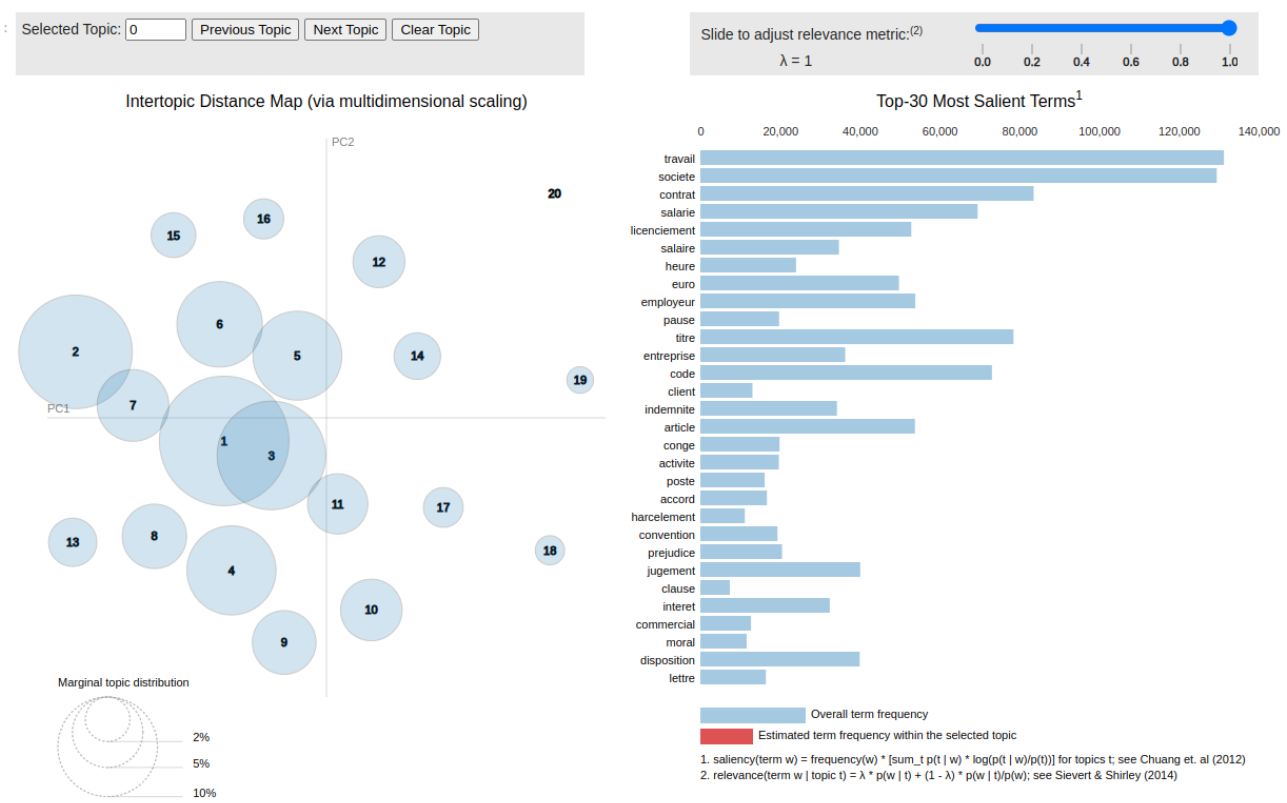 : Selected Topic: 0 Previous Topic Next Topic Clear Topic
Slide to adjust relevance metric:(2)
λ = 1
0.0 0.2 0.4 0.6 0.8 1.0
Intertopic Distance Map (via multidimensional scaling)
PC2
PC1
20
16
15
12
6
5
14
2
19
7
1
3
11
17
8
13
18
4
10
9
Marginal topic distribution
2%
5%
10%
Top-30 Most Salient Terms1
0 20,000 40,000 60,000 80,000 100,000 120,000 140,000
travail
societe
contrat
salarie
licenciement
salaire
heure
euro
employeur
pause
titre
entreprise
code
client
indemnite
article
conge
activite
poste
accord
harcelement
convention
prejudice
jugement
clause
interet
commercial
moral
disposition
lettre
Overall term frequency
Estimated term frequency within the selected topic
1. saliency(term w) = frequency(w) * [sum_t p(t | w) * log(p(t | w)/p(t))] for topics t; see Chuang et. al (2012)
2. relevance(term w | topic t) = λ * p(w | t) + (1 - λ) * p(w | t)/p(w); see Sievert & Shirley (2014)